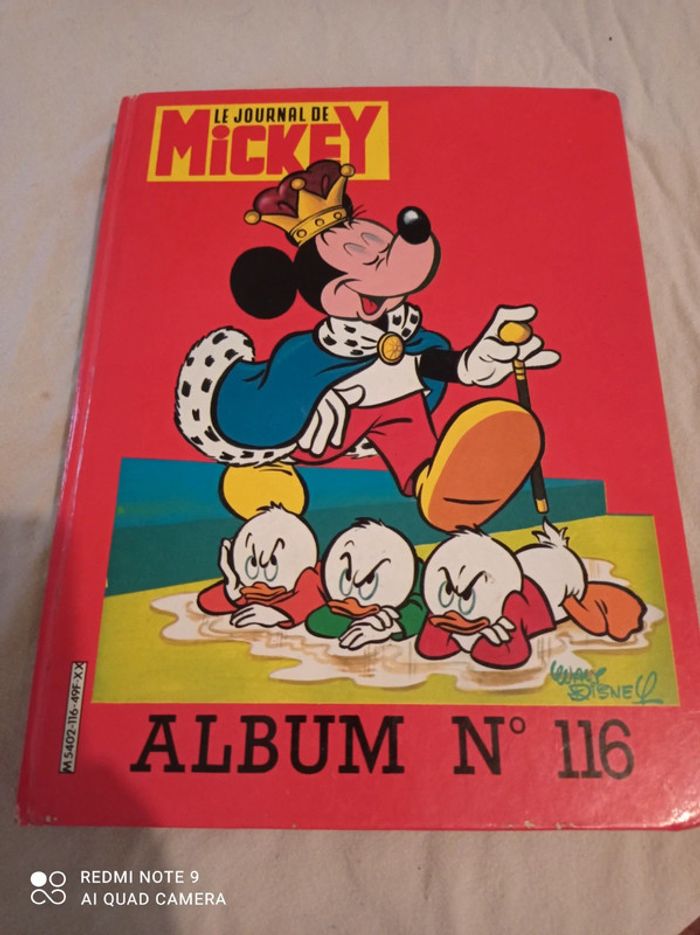 LE JOURNAL DE
MiCKEY
WALT
DISNEY
ALBUM N° 116
M 5402-116-49F-XX
REDMI NOTE 9
AI QUAD CAMERA